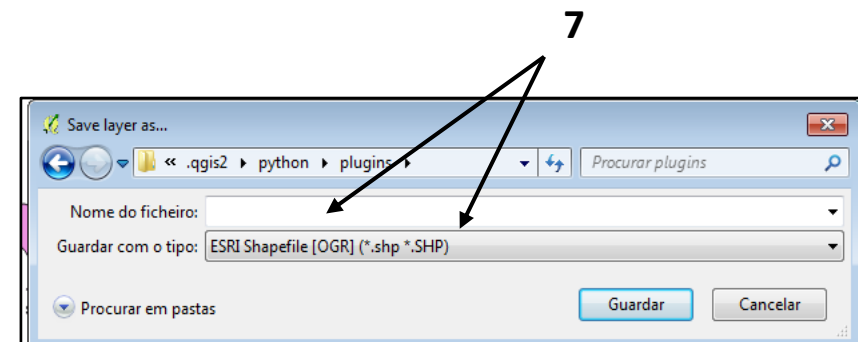 7
Save layer as...
« .qgis2 ▸ python ▸ plugins ▸ Procurar plugins
Nome do ficheiro:
Guardar com o tipo: ESRI Shapefile [OGR] (*.shp *.SHP)
Procurar em pastas Guardar Cancelar